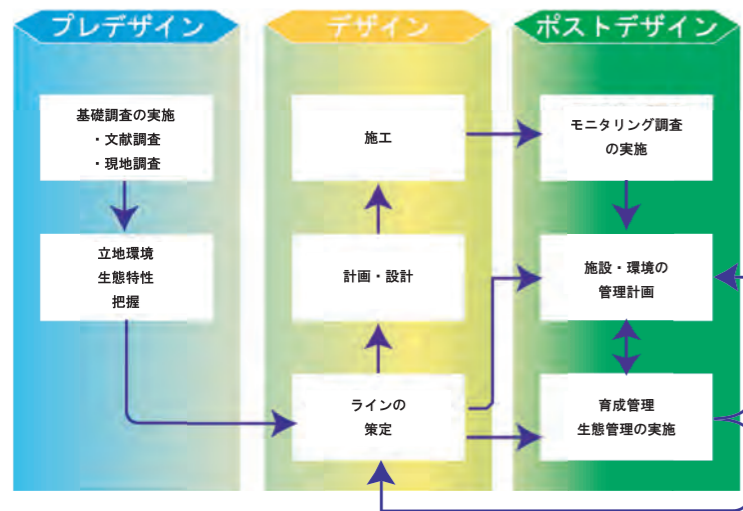 プレデザイン
基礎調査の実施
・文献調査
・現地調査
立地環境
生態特性
把握
デザイン
施工
計画・設計
ラインの
策定
ポストデザイン
モニタリング調査
の実施
施設・環境の
管理計画
育成管理
生態管理の実施